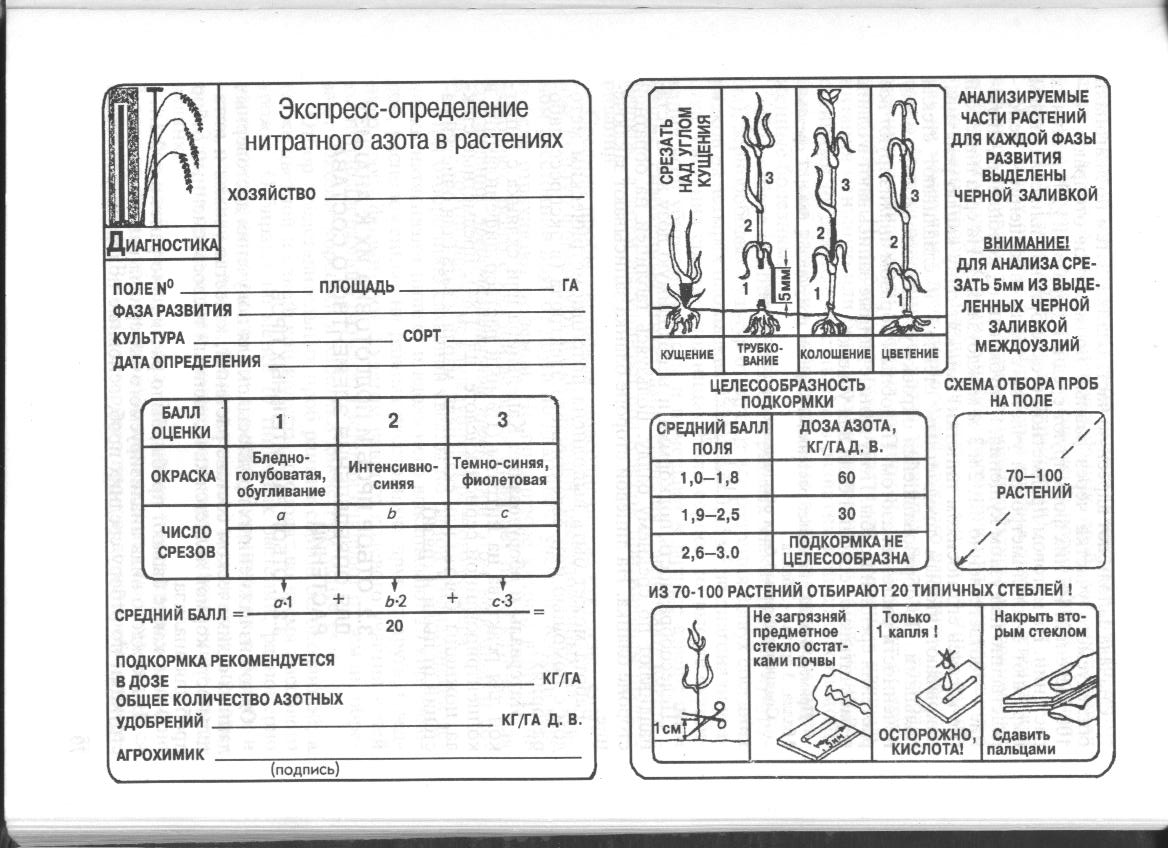 Экспресс-определение
нитратного азота в растениях
ХОЗЯЙСТВО
ДИАГНОСТИКА
ПОЛЕ № ПЛОЩАДЬ ГА
ФАЗА РАЗВИТИЯ
КУЛЬТУРА СОРТ
ДАТА ОПРЕДЕЛЕНИЯ
БАЛЛ ОЦЕНКИ 1 2 3
ОКРАСКА
Бледно-
голубоватая,
обугливание
Интенсивно-
синяя
Темно-синяя,
фиолетовая
ЧИСЛО
СРЕЗОВ
a b c
СРЕДНИЙ БАЛЛ = a·1 + b·2 + c·3 =
20
ПОДКОРМКА РЕКОМЕНДУЕТСЯ
В ДОЗЕ КГ/ГА
ОБЩЕЕ КОЛИЧЕСТВО АЗОТНЫХ
УДОБРЕНИЙ КГ/ГА Д. В.
АГРОХИМИК
(подпись)
СРЕЗАТЬ
НАД УГЛОМ
КУЩЕНИЯ
3
2
1
5мм
3
2
1
3
2
1
КУЩЕНИЕ
ТРУБКО-
ВАНИЕ
КОЛОШЕНИЕ
ЦВЕТЕНИЕ
АНАЛИЗИРУЕМЫЕ
ЧАСТИ РАСТЕНИЙ
ДЛЯ КАЖДОЙ ФАЗЫ
РАЗВИТИЯ
ВЫДЕЛЕНЫ
ЧЕРНОЙ ЗАЛИВКОЙ
ВНИМАНИЕ!
ДЛЯ АНАЛИЗА СРЕ-
ЗАТЬ 5мм ИЗ ВЫДЕ-
ЛЕННЫХ ЧЕРНОЙ
ЗАЛИВКОЙ
МЕЖДОУЗЛИЙ
ЦЕЛЕСООБРАЗНОСТЬ
ПОДКОРМКИ
СРЕДНИЙ БАЛЛ
ПОЛЯ
ДОЗА АЗОТА,
КГ/ГА Д. В.
1,0–1,8 60
1,9–2,5 30
2,6–3.0
ПОДКОРМКА НЕ
ЦЕЛЕСООБРАЗНА
СХЕМА ОТБОРА ПРОБ
НА ПОЛЕ
70–100
РАСТЕНИЙ
ИЗ 70-100 РАСТЕНИЙ ОТБИРАЮТ 20 ТИПИЧНЫХ СТЕБЛЕЙ !
1 см
Не загрязняй
предметное
стекло остат-
ками почвы
5мм
Только
1 капля !
ОСТОРОЖНО,
КИСЛОТА!
Накрыть вто-
рым стеклом
Сдавить
пальцами